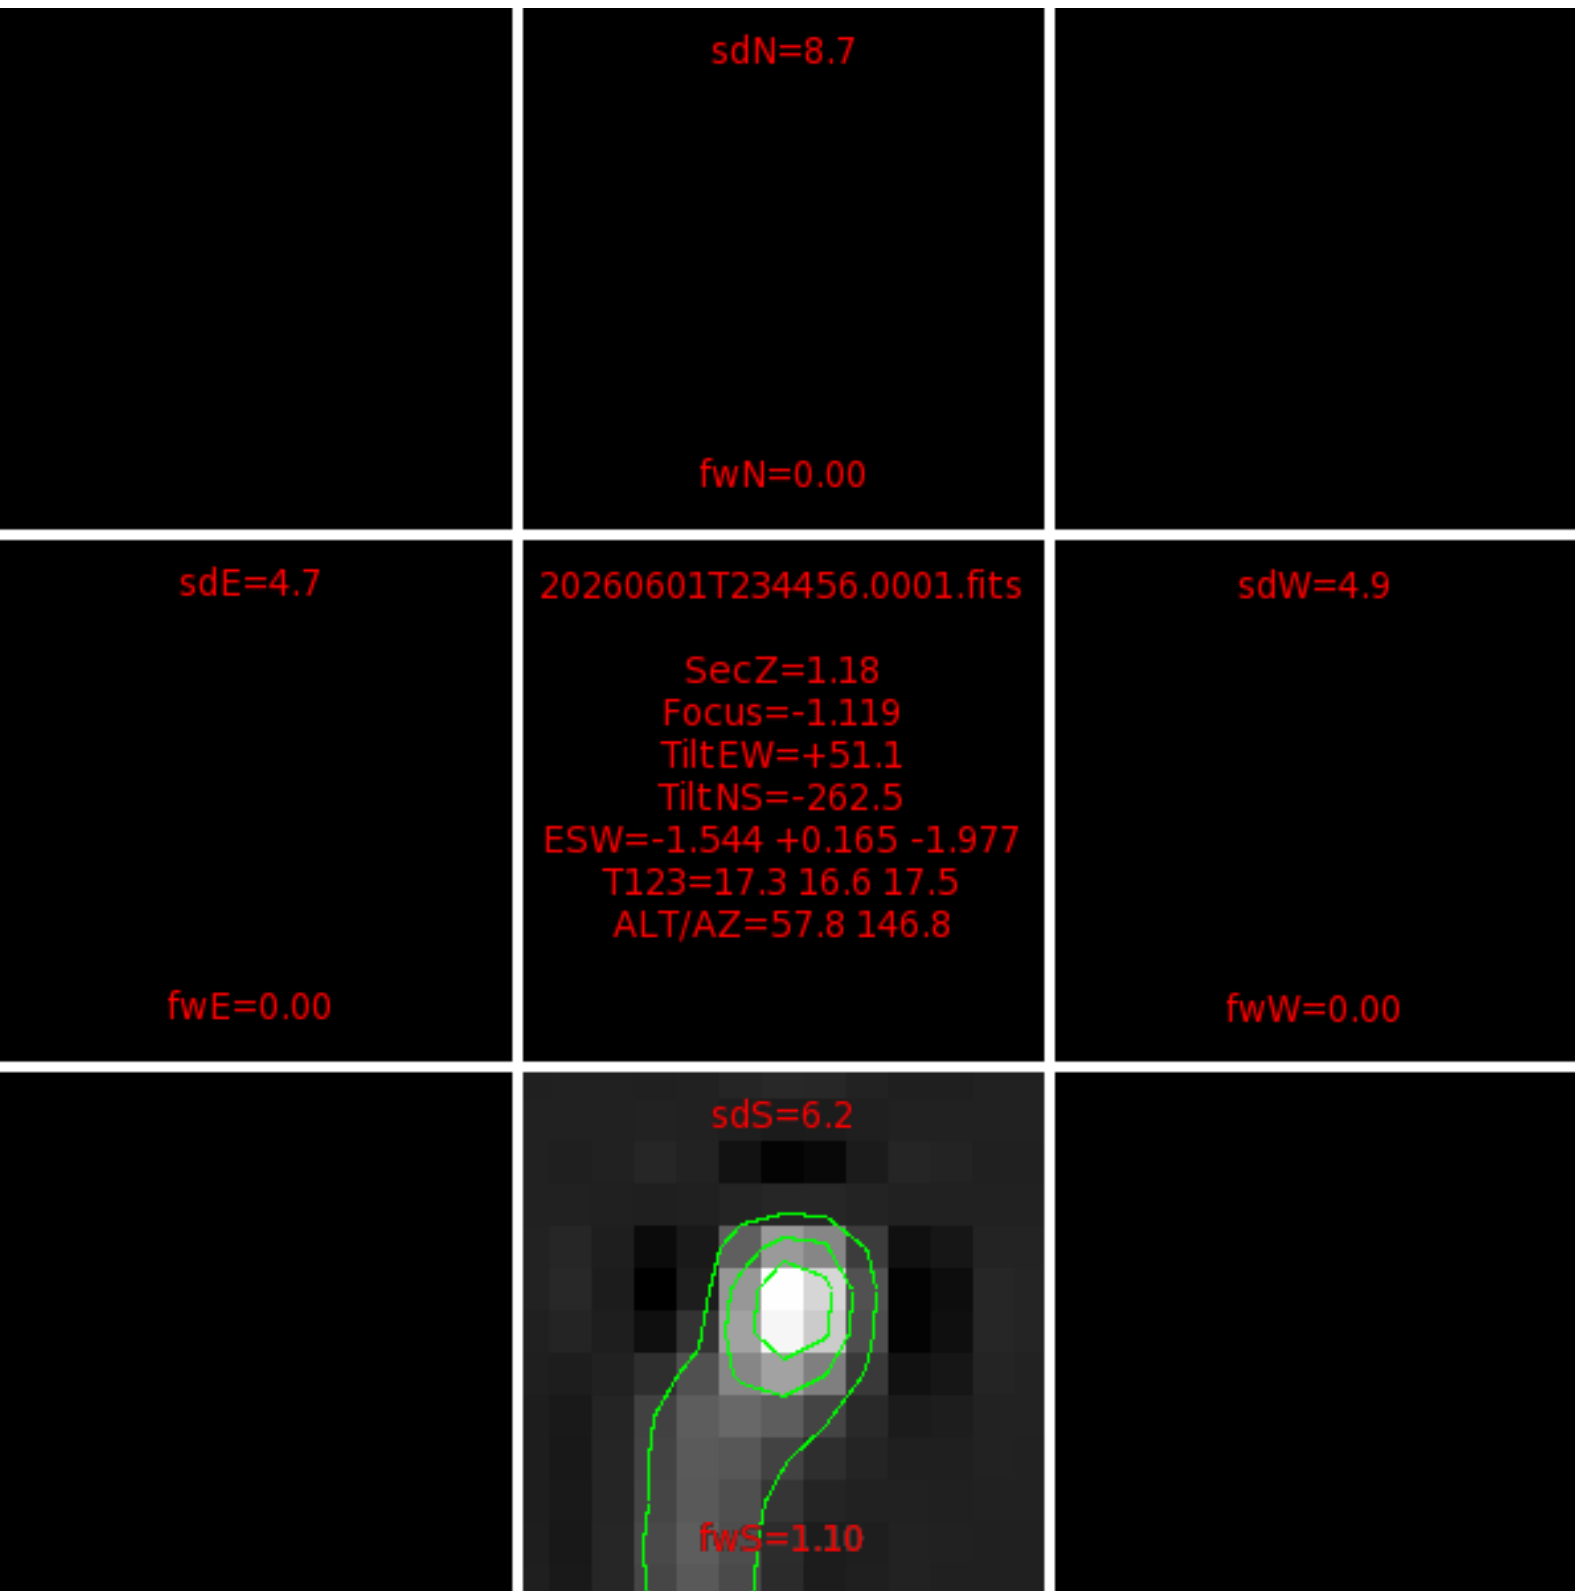 sdN=8.7
fwN=0.00
sdE=4.7
20260601T234456.0001.fits
sdW=4.9
SecZ=1.18
Focus=-1.119
TiltEW=+51.1
TiltNS=-262.5
ESW=-1.544 +0.165 -1.977
T123=17.3 16.6 17.5
ALT/AZ=57.8 146.8
fwE=0.00
fwW=0.00
sdS=6.2
fwS=1.10